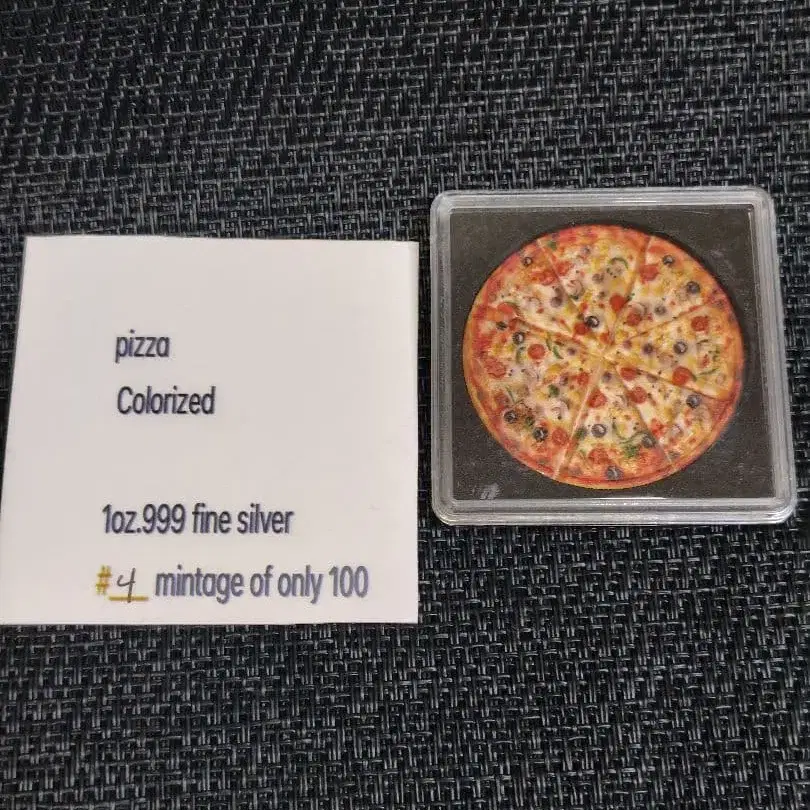 pizza
Colorized
1oz.999 fine silver
#4 mintage of only 100